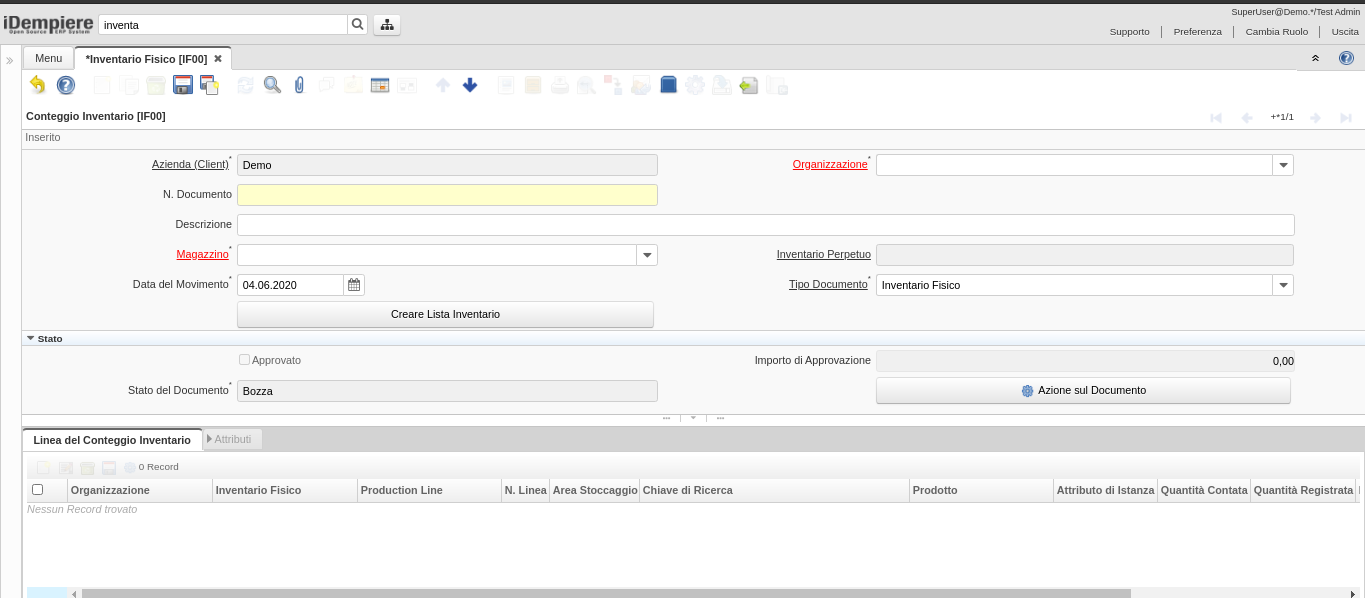 SuperUser@Demo.*/Test Admin
iDempiere
Open Source ERP System
inventa
Supporto Preferenza Cambia Ruolo Uscita
Menu *Inventario Fisico [IF00]
Conteggio Inventario [IF00] +*1/1
Inserito
Azienda (Client)* Demo Organizzazione*
N. Documento
Descrizione
Magazzino* Inventario Perpetuo
Data del Movimento* 04.06.2020 Tipo Documento* Inventario Fisico
Creare Lista Inventario
Stato
Approvato Importo di Approvazione 0,00
Stato del Documento* Bozza Azione sul Documento
Linea del Conteggio Inventario Attributi
0 Record
Organizzazione Inventario Fisico Production Line N. Linea Area Stoccaggio Chiave di Ricerca Prodotto Attributo di Istanza Quantità Contata Quantità Registrata
Nessun Record trovato